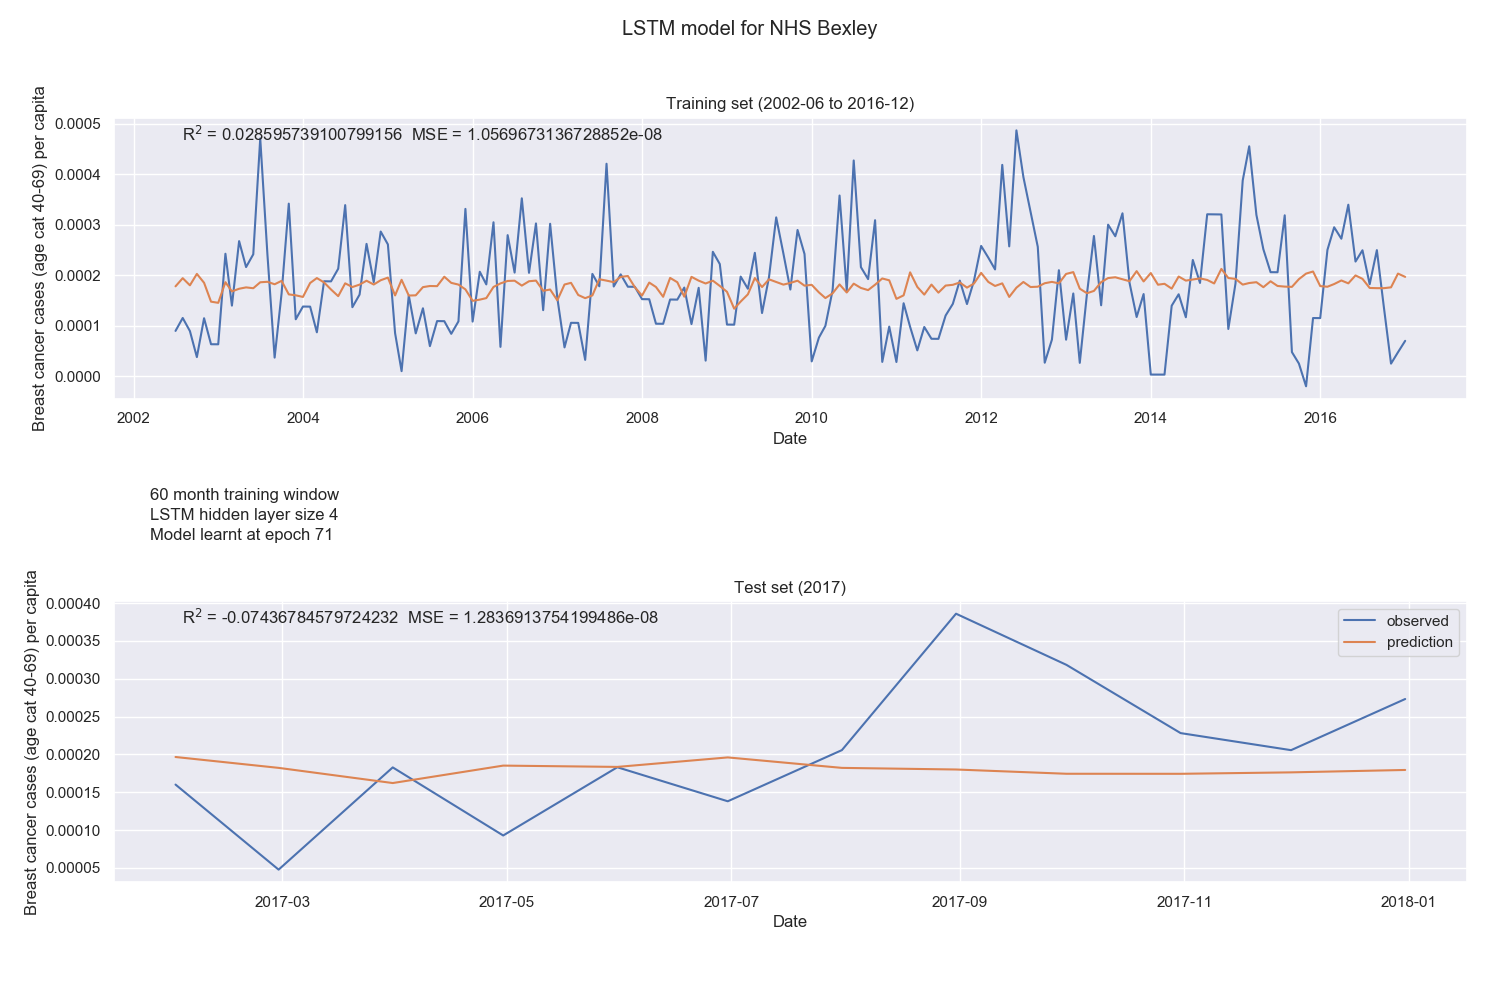 LSTM model for NHS Bexley
Training set (2002-06 to 2016-12)
R² = 0.028595739100799156 MSE = 1.0569673136728852e-08
Breast cancer cases (age cat 40-69) per capita
0.0005
0.0004
0.0003
0.0002
0.0001
0.0000
2002 2004 2006 2008 2010 2012 2014 2016
Date
60 month training window
LSTM hidden layer size 4
Model learnt at epoch 71
Test set (2017)
R² = -0.07436784579724232 MSE = 1.2836913754199486e-08
observed
prediction
Breast cancer cases (age cat 40-69) per capita
0.00040
0.00035
0.00030
0.00025
0.00020
0.00015
0.00010
0.00005
2017-03 2017-05 2017-07 2017-09 2017-11 2018-01
Date